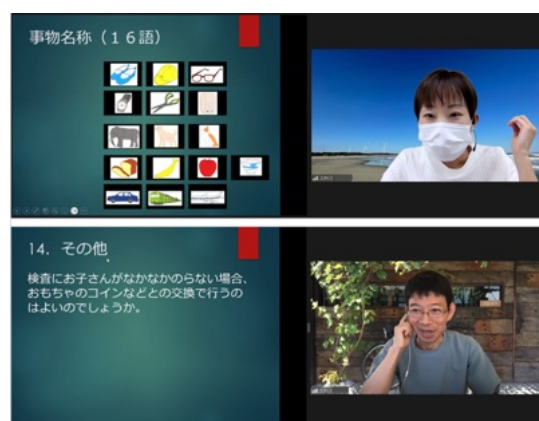 事物名称（１６語）
14．その他
検査にお子さんがなかなかのらない場合、
おもちゃのコインなどとの交換で行うの
はよいのでしょうか。